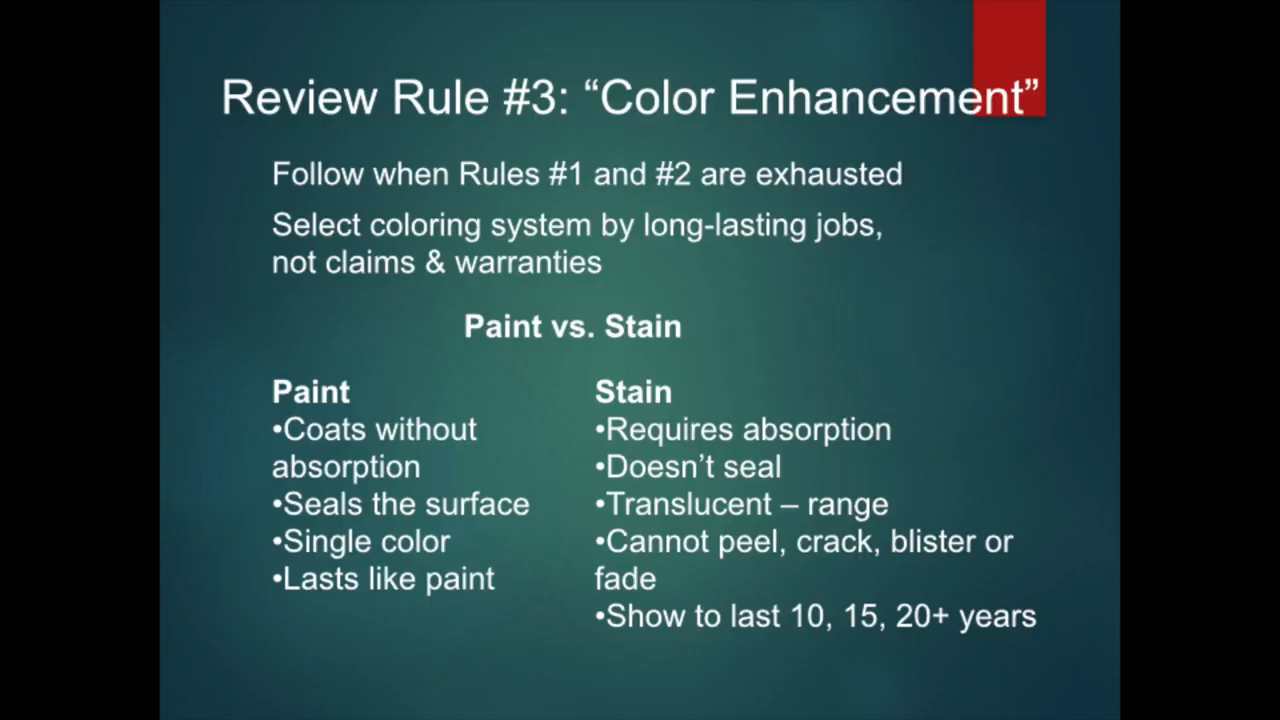 Review Rule #3: “Color Enhancement”
Follow when Rules #1 and #2 are exhausted
Select coloring system by long-lasting jobs,
not claims & warranties
Paint vs. Stain
Paint
•Coats without
absorption
•Seals the surface
•Single color
•Lasts like paint
Stain
•Requires absorption
•Doesn’t seal
•Translucent – range
•Cannot peel, crack, blister or
fade
•Show to last 10, 15, 20+ years